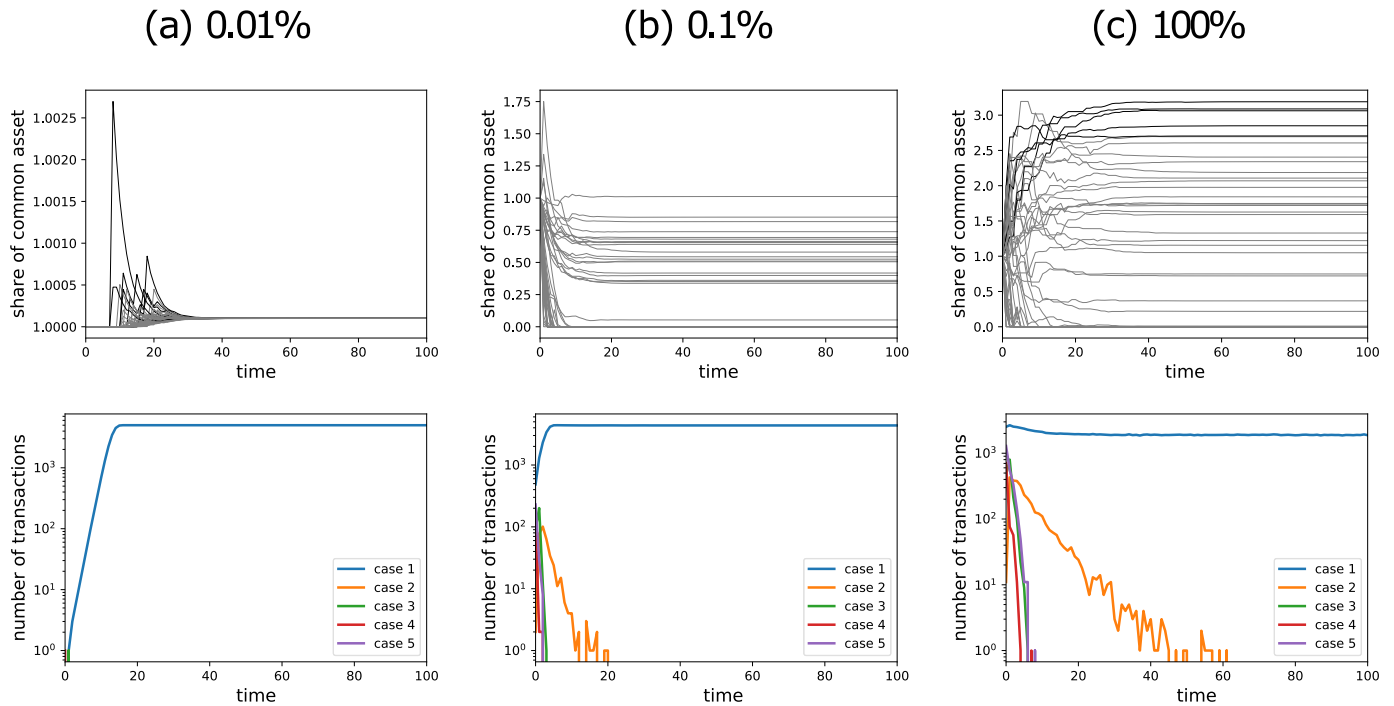 (a) 0.01%
(b) 0.1%
(c) 100%
share of common asset
1.0025
1.0020
1.0015
1.0010
1.0005
1.0000
0 20 40 60 80 100
time
share of common asset
1.75
1.50
1.25
1.00
0.75
0.50
0.25
0.00
0 20 40 60 80 100
time
share of common asset
3.0
2.5
2.0
1.5
1.0
0.5
0.0
0 20 40 60 80 100
time
number of transactions
10³
10²
10¹
10⁰
case 1
case 2
case 3
case 4
case 5
0 20 40 60 80 100
time
number of transactions
10³
10²
10¹
10⁰
case 1
case 2
case 3
case 4
case 5
0 20 40 60 80 100
time
number of transactions
10³
10²
10¹
10⁰
case 1
case 2
case 3
case 4
case 5
0 20 40 60 80 100
time